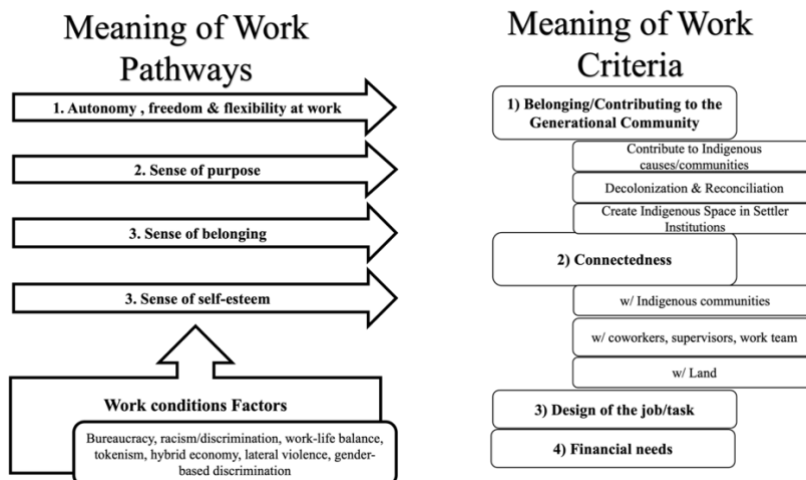 Meaning of Work
Pathways
1. Autonomy , freedom & flexibility at work
2. Sense of purpose
3. Sense of belonging
3. Sense of self-esteem
Work conditions Factors
Bureaucracy, racism/discrimination, work-life balance,
tokenism, hybrid economy, lateral violence, gender-
based discrimination
Meaning of Work
Criteria
1) Belonging/Contributing to the
Generational Community
Contribute to Indigenous
causes/communities
Decolonization & Reconciliation
Create Indigenous Space in Settler
Institutions
2) Connectedness
w/ Indigenous communities
w/ coworkers, supervisors, work team
w/ Land
3) Design of the job/task
4) Financial needs